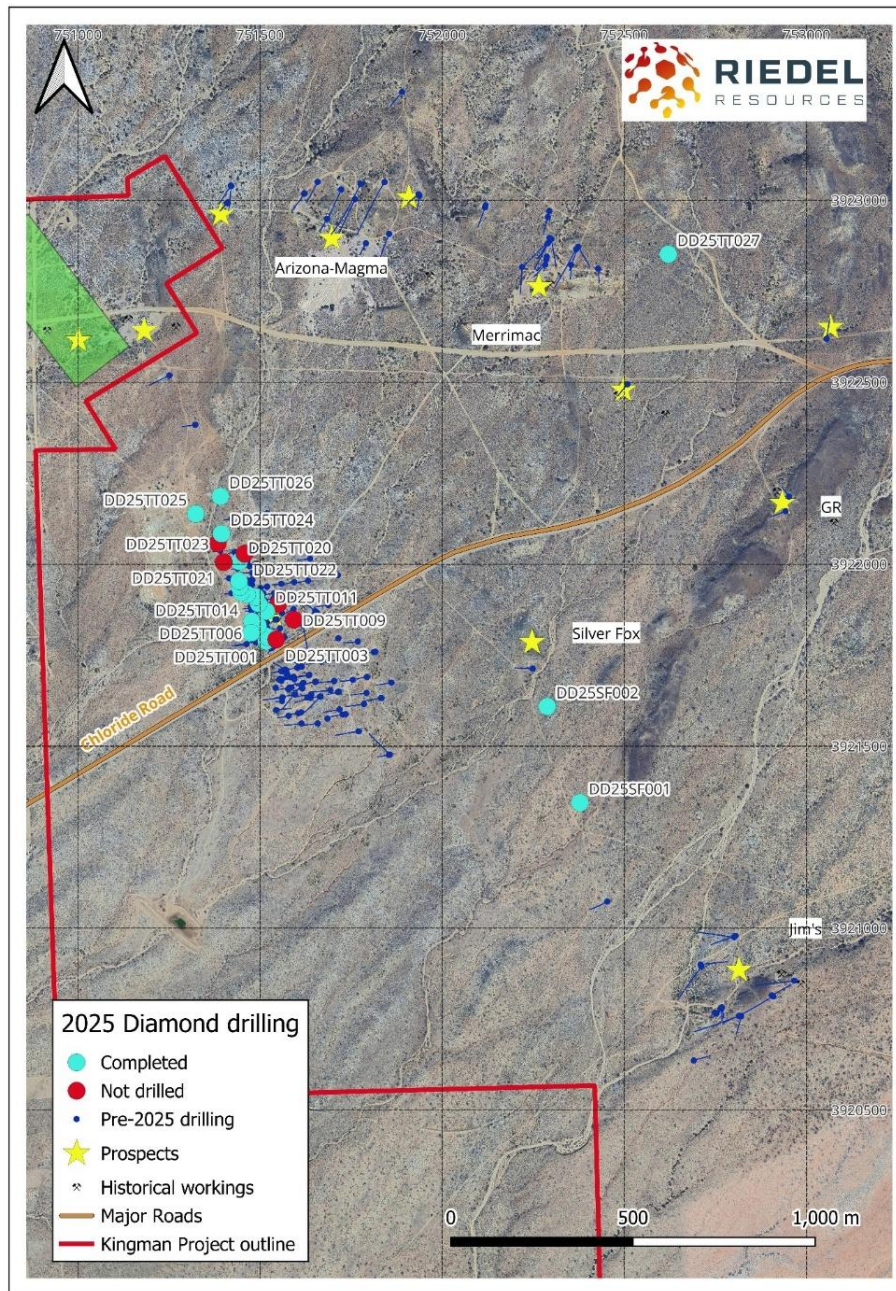 751000
751500
752000
752500
753000
RIEDEL
RESOURCES
3923000
DD25TT027
Arizona-Magma
Merrimac
3922500
DD25TT026
DD25TT025
GR
DD25TT024
DD25TT023
DD25TT020
3922000
DD25TT022
DD25TT021
DD25TT011
DD25TT014
DD25TT009
DD25TT006
Silver Fox
DD25TT001
DD25TT003
DD25SF002
Chloride Road
3921500
DD25SF001
3921000
Jim's
2025 Diamond drilling
Completed
Not drilled
Pre-2025 drilling
Prospects
Historical workings
Major Roads
Kingman Project outline
3920500
0
500
1,000 m